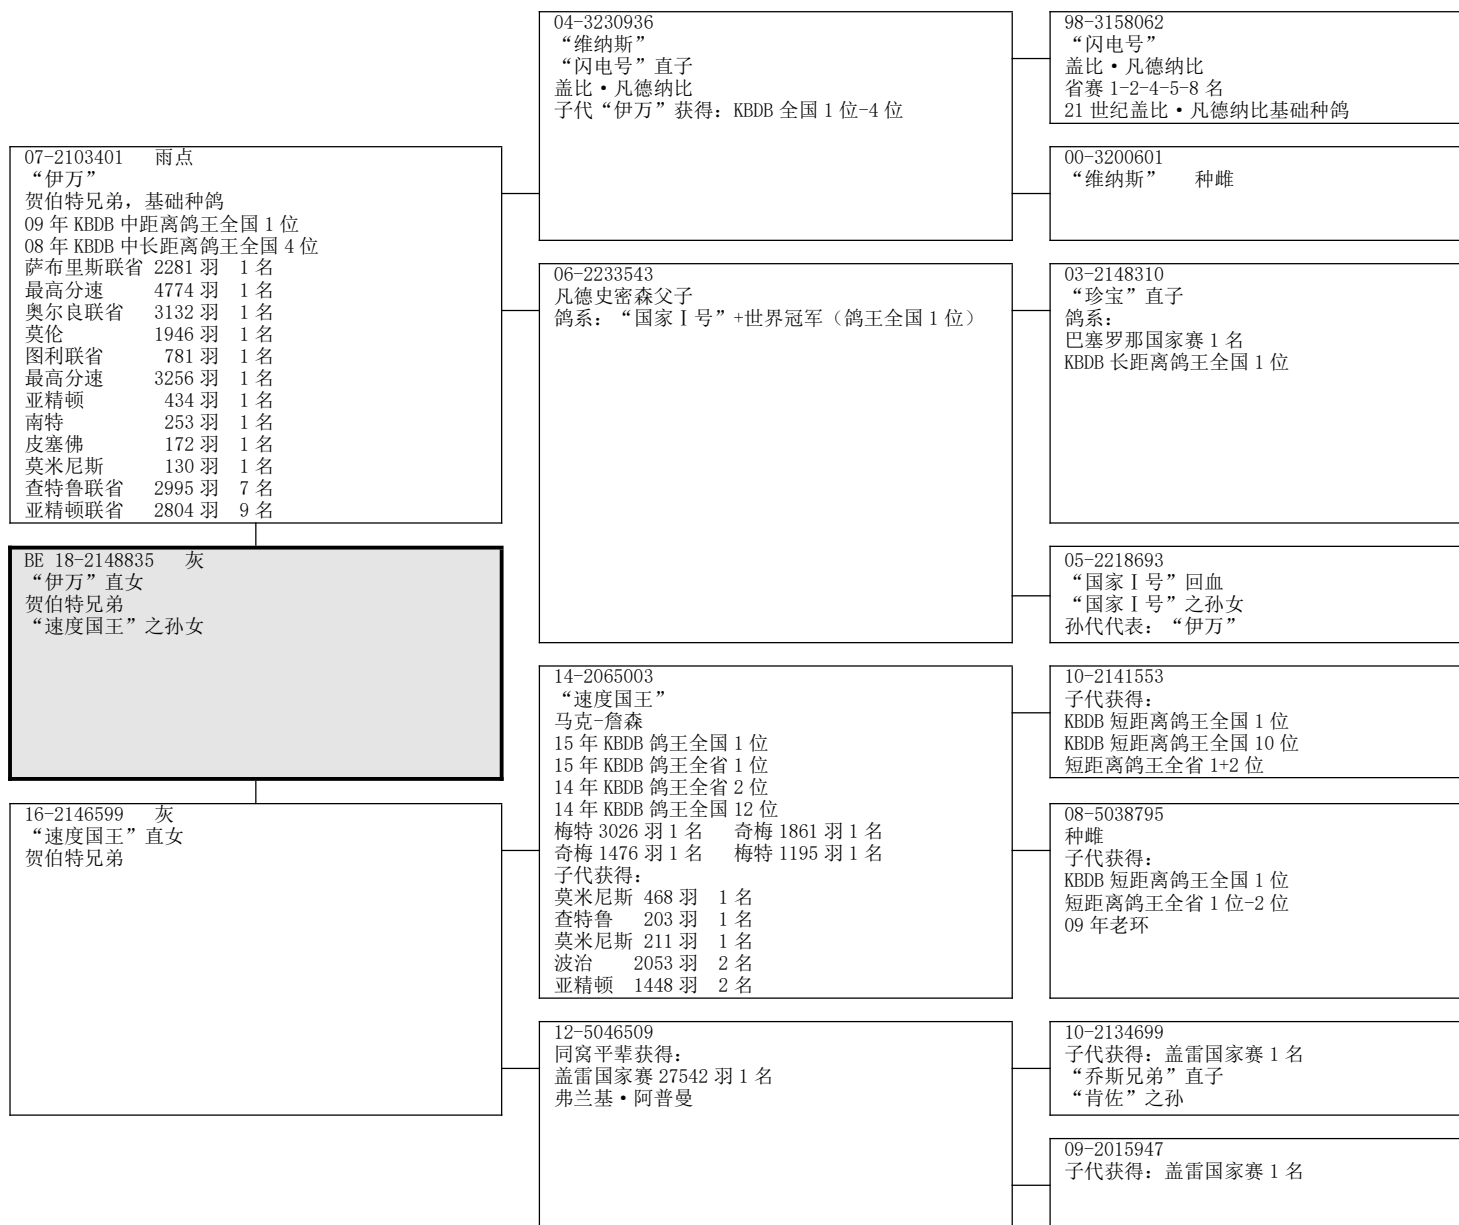 04-3230936
“维纳斯”
“闪电号”直子
盖比•凡德纳比
子代“伊万”获得：KBDB 全国 1 位-4 位
98-3158062
“闪电号”
盖比•凡德纳比
省赛 1-2-4-5-8 名
21 世纪盖比•凡德纳比基础种鸽
07-2103401 雨点
“伊万”
贺伯特兄弟，基础种鸽
09 年 KBDB 中距离鸽王全国 1 位
08 年 KBDB 中长距离鸽王全国 4 位
萨布里斯联省 2281 羽 1 名
最高分速 4774 羽 1 名
奥尔良联省 3132 羽 1 名
莫伦 1946 羽 1 名
图利联省 781 羽 1 名
最高分速 3256 羽 1 名
亚精顿 434 羽 1 名
南特 253 羽 1 名
皮塞佛 172 羽 1 名
莫米尼斯 130 羽 1 名
查特鲁联省 2995 羽 7 名
亚精顿联省 2804 羽 9 名
00-3200601
“维纳斯” 种雌
06-2233543
凡德史密森父子
鸽系：“国家Ⅰ号”+世界冠军（鸽王全国 1 位）
03-2148310
“珍宝”直子
鸽系：
巴塞罗那国家赛 1 名
KBDB 长距离鸽王全国 1 位
BE 18-2148835 灰
“伊万”直女
贺伯特兄弟
“速度国王”之孙女
05-2218693
“国家Ⅰ号”回血
“国家Ⅰ号”之孙女
孙代代表：“伊万”
14-2065003
“速度国王”
马克-詹森
15 年 KBDB 鸽王全国 1 位
15 年 KBDB 鸽王全省 1 位
14 年 KBDB 鸽王全省 2 位
14 年 KBDB 鸽王全国 12 位
梅特 3026 羽 1 名 奇梅 1861 羽 1 名
奇梅 1476 羽 1 名 梅特 1195 羽 1 名
子代获得：
莫米尼斯 468 羽 1 名
查特鲁 203 羽 1 名
莫米尼斯 211 羽 1 名
波治 2053 羽 2 名
亚精顿 1448 羽 2 名
10-2141553
子代获得：
KBDB 短距离鸽王全国 1 位
KBDB 短距离鸽王全国 10 位
短距离鸽王全省 1+2 位
16-2146599 灰
“速度国王”直女
贺伯特兄弟
08-5038795
种雌
子代获得：
KBDB 短距离鸽王全国 1 位
短距离鸽王全省 1 位-2 位
09 年老环
12-5046509
同窝平辈获得：
盖雷国家赛 27542 羽 1 名
弗兰基•阿普曼
10-2134699
子代获得：盖雷国家赛 1 名
“乔斯兄弟”直子
“肯佐”之孙
09-2015947
子代获得：盖雷国家赛 1 名